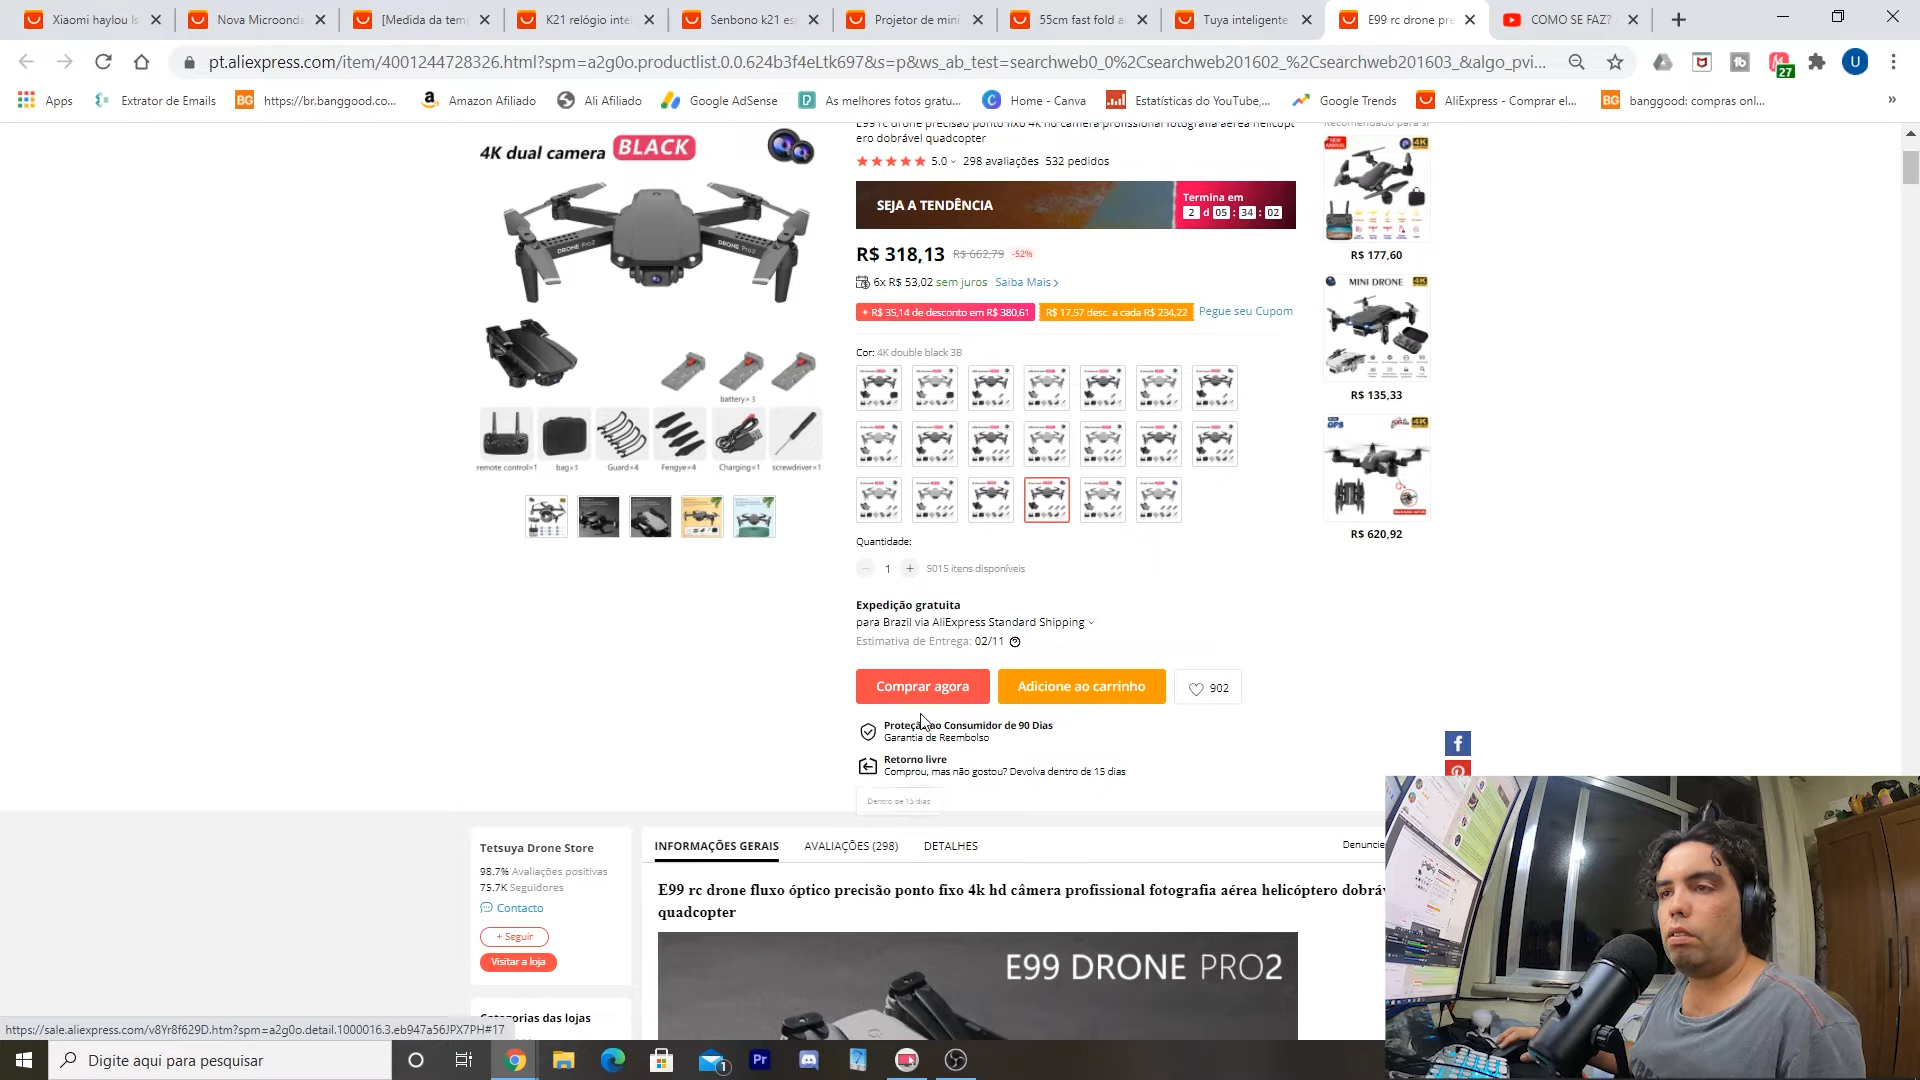 Xiaomi haylou ls
Nova Microonda
[Medida da tem
K21 relógio inte
Senbono k21 es
Projetor de mini
55cm fast fold a
Tuya inteligente
E99 rc drone pre
COMO SE FAZ?
pt.aliexpress.com/item/4001244728326.html?spm=a2g0o.productlist.0.0.624b3f4eLtk697&s=p&ws_ab_test=searchweb0_0%2Csearchweb201602_%2Csearchweb201603_&algo_pvi...
27
U
Apps
Extrator de Emails
https://br.banggood.co...
Amazon Afiliado
Ali Afiliado
Google AdSense
As melhores fotos gratu...
Home - Canva
Estatísticas do YouTube,...
Google Trends
AliExpress - Comprar el...
banggood: compras onl...
4K dual camera BLACK
DRONE Pro2
DRONE Pro2
battery×3
remote control×1
bag×1
Guard×4
Fengye×4
Charging×1
screwdriver×1
E99 rc drone precisão ponto fixo 4k hd câmera profissional fotografia aérea helicópt
ero dobrável quadcopter
5.0 298 avaliações 532 pedidos
SEJA A TENDÊNCIA
Termina em
2 d 05 : 34 : 02
R$ 318,13 R$ 662,79 -52%
6x R$ 53,02 sem juros Saiba Mais >
+ R$ 35,14 de desconto em R$ 380,61
R$ 17,57 desc. a cada R$ 234,22
Pegue seu Cupom
Cor: 4K double black 3B
Quantidade:
1 + 5015 itens disponíveis
Expedição gratuita
para Brazil via AliExpress Standard Shipping
Estimativa de Entrega: 02/11
Comprar agora
Adicione ao carrinho
902
Proteção ao Consumidor de 90 Dias
Garantia de Reembolso
Retorno livre
Comprou, mas não gostou? Devolva dentro de 15 dias
Dentro se 15 dias
Recomendado para si
NEW ARRIVAL
4K
R$ 177,60
MINI DRONE
4K
R$ 135,33
GPS
4K
R$ 620,92
Tetsuya Drone Store
98.7% Avaliações positivas
75.7K Seguidores
Contacto
+ Seguir
Visitar a loja
Categorias das lojas
INFORMAÇÕES GERAIS
AVALIAÇÕES (298)
DETALHES
Denuncie
E99 rc drone fluxo óptico precisão ponto fixo 4k hd câmera profissional fotografia aérea helicóptero dobráv
quadcopter
E99 DRONE PRO2
https://sale.aliexpress.com/v8Yr8f629D.htm?spm=a2g0o.detail.1000016.3.eb947a56JPX7PH#17
Digite aqui para pesquisar
1
Pr